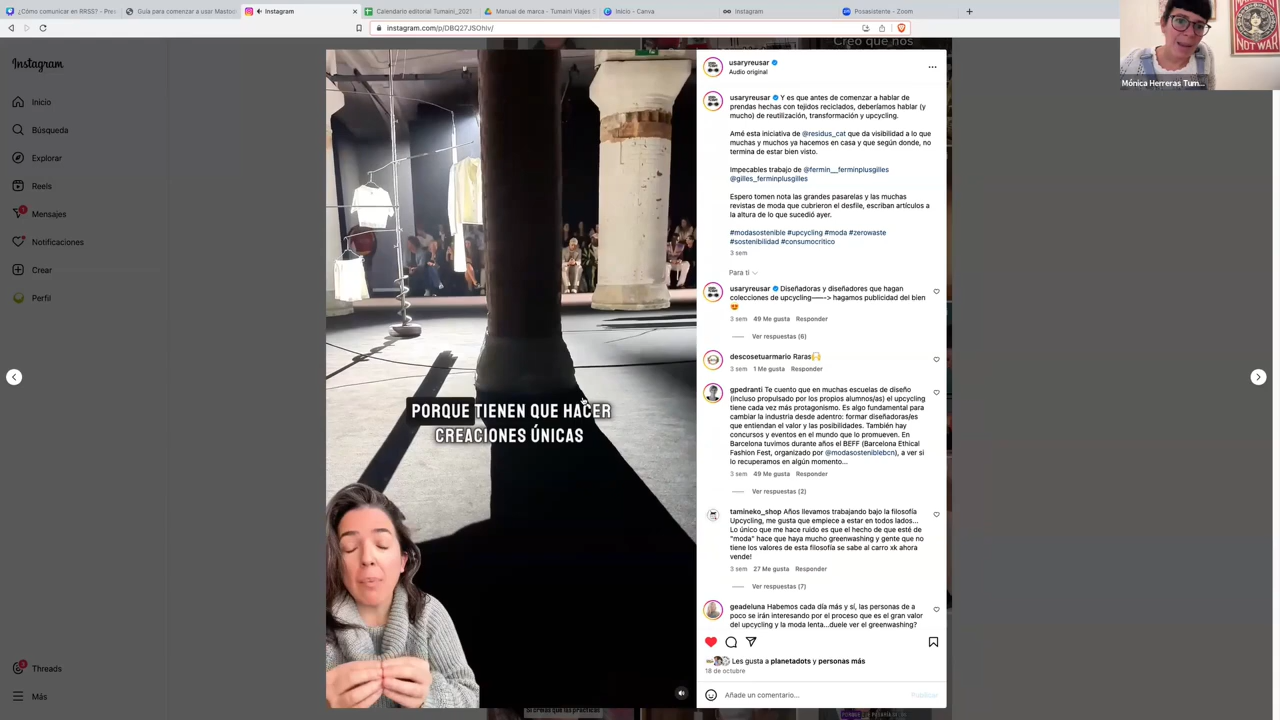 ¿Cómo comunicar en RRSS? - Pres
Guía para comenzar a usar Mastod
Instagram
Calendario editorial Tumaini_2021
Manual de marca - Tumaini Viajes S
Inicio - Canva
Instagram
Posasistente - Zoom
instagram.com/p/DBQ27JSOhIv/
Creo que nos
NOT WAR
Mónica Herreras Tum...
Instagram
Inicio
Búsqueda
Explorar
Reels
Mensajes
Notificaciones
Crear
Perfil
Threads
Más
PORQUE TIENEN QUE HACER
CREACIONES ÚNICAS
usaryreusar
Audio original
usaryreusar Y es que antes de comenzar a hablar de
prendas hechas con tejidos reciclados, deberíamos hablar (y
mucho) de reutilización, transformación y upcycling.
Amé esta iniciativa de @residus_cat que da visibilidad a lo que
muchas y muchos ya hacemos en casa y que según donde, no
termina de estar bien visto.
Impecables trabajo de @fermin__ferminplusgilles
@gilles_ferminplusgilles
Espero tomen nota las grandes pasarelas y las muchas
revistas de moda que cubrieron el desfile, escriban artículos a
la altura de lo que sucedió ayer.
#modasostenible #upcycling #moda #zerowaste
#sostenibilidad #consumocritico
3 sem
Para ti
usaryreusar Diseñadoras y diseñadores que hagan
colecciones de upcycling——-> hagamos publicidad del bien
😍
3 sem 49 Me gusta Responder
Ver respuestas (6)
descosetuarmario Raras🙌
3 sem 1 Me gusta Responder
gpedranti Te cuento que en muchas escuelas de diseño
(incluso propulsado por los propios alumnos/as) el upcycling
tiene cada vez más protagonismo. Es algo fundamental para
cambiar la industria desde adentro: formar diseñadoras/es
que entiendan el valor y las posibilidades. También hay
concursos y eventos en el mundo que lo promueven. En
Barcelona tuvimos durante años el BEFF (Barcelona Ethical
Fashion Fest, organizado por @modasosteniblebcn), a ver si
lo recuperamos en algún momento...
3 sem 49 Me gusta Responder
Ver respuestas (2)
tamineko_shop Años llevamos trabajando bajo la filosofía
Upcycling, me gusta que empiece a estar en todos lados...
Lo único que me hace ruido es que el hecho de que esté de
"moda" hace que haya mucho greenwashing y gente que no
tiene los valores de esta filosofía se sabe al carro xk ahora
vende!
3 sem 27 Me gusta Responder
Ver respuestas (7)
geadeiuna Habemos cada día más y sí, las personas de a
poco se irán interesando por el proceso que es el gran valor
del upcycling y la moda lenta...duele ver el greenwashing?
Les gusta a planetadots y personas más
18 de octubre
Añade un comentario...
Publicar